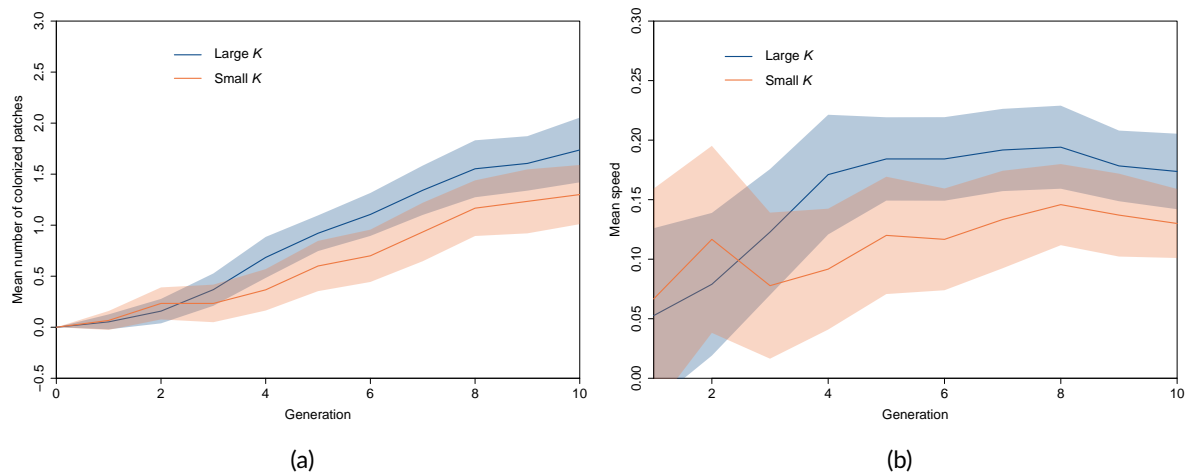 3.0
2.5
2.0
1.5
1.0
0.5
0.0
−0.5
Mean number of colonized patches
Large K
Small K
0 2 4 6 8 10
Generation
(a)
0.30
0.25
0.20
0.15
0.10
0.05
0.00
Mean speed
Large K
Small K
2 4 6 8 10
Generation
(b)